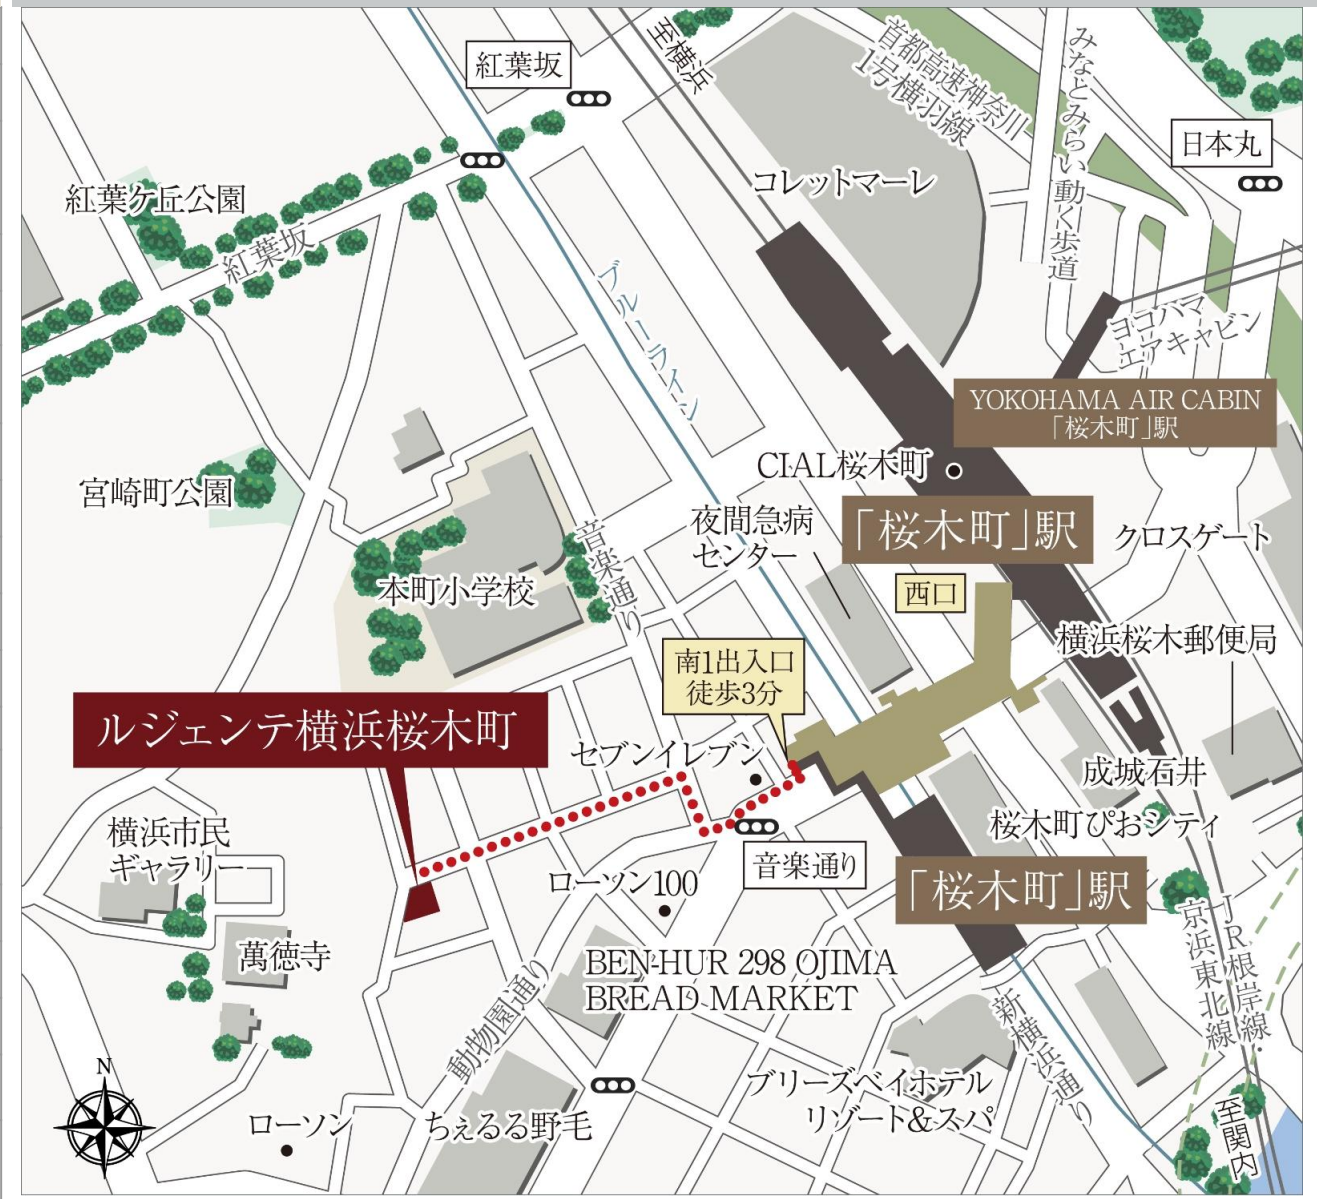 至横浜
首都高速神奈川
1号横羽線
みなとみらい動く歩道
紅葉坂
日本丸
コレットマーレ
紅葉ケ丘公園
紅葉坂
ブルーライン
ヨコハマ
エアキャビン
YOKOHAMA AIR CABIN
「桜木町」駅
CIAL桜木町
宮崎町公園
夜間急病
センター
「桜木町」駅
クロスゲート
音楽通り
本町小学校
西口
横浜桜木郵便局
南1出入口
徒歩3分
ルジェンテ横浜桜木町
セブンイレブン
成城石井
桜木町ぴおシティ
横浜市民
ギャラリー
音楽通り
ローソン100
「桜木町」駅
萬徳寺
BEN-HUR 298 OJIMA
BREAD MARKET
JR根岸線・
京浜東北線
動物園通り
新横浜通り
N
ブリーズベイホテル
リゾート&スパ
ローソン
ちぇるる野毛
至関内